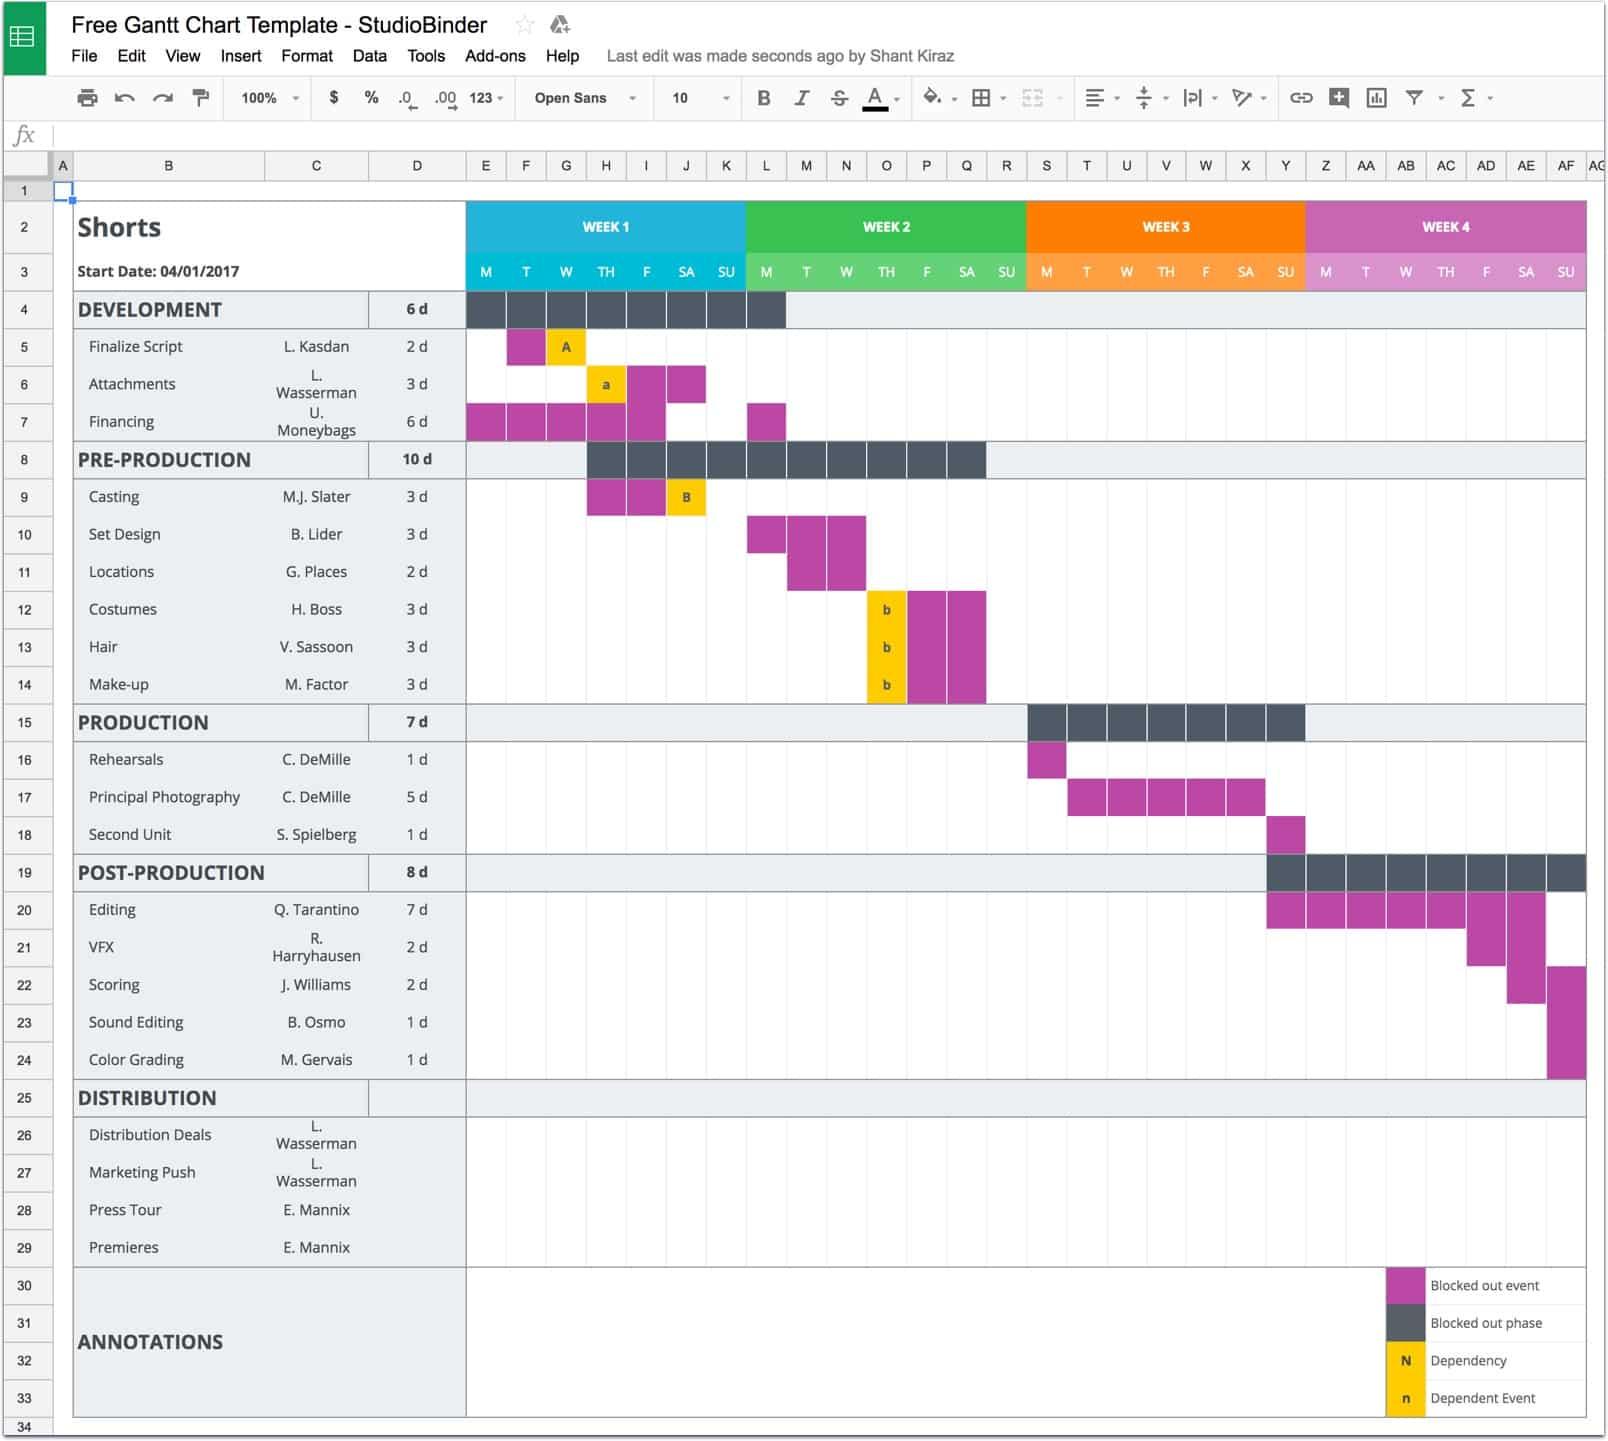 Free Gantt Chart Template - StudioBinder
File Edit View Insert Format Data Tools Add-ons Help Last edit was made seconds ago by Shant Kiraz
100% $ % .0 .00 123 Open Sans 10 B I S A Σ
fx
A B C D E F G H I J K L M N O P Q R S T U V W X Y Z AA AB AC AD AE AF AG
1
2 Shorts WEEK 1 WEEK 2 WEEK 3 WEEK 4
3 Start Date: 04/01/2017 M T W TH F SA SU M T W TH F SA SU M T W TH F SA SU M T W TH F SA SU
4 DEVELOPMENT 6 d
5 Finalize Script L. Kasdan 2 d A
6 Attachments L.
Wasserman 3 d a
7 Financing U.
Moneybags 6 d
8 PRE-PRODUCTION 10 d
9 Casting M.J. Slater 3 d B
10 Set Design B. Lider 3 d
11 Locations G. Places 2 d
12 Costumes H. Boss 3 d b
13 Hair V. Sassoon 3 d b
14 Make-up M. Factor 3 d b
15 PRODUCTION 7 d
16 Rehearsals C. DeMille 1 d
17 Principal Photography C. DeMille 5 d
18 Second Unit S. Spielberg 1 d
19 POST-PRODUCTION 8 d
20 Editing Q. Tarantino 7 d
21 VFX R.
Harryhausen 2 d
22 Scoring J. Williams 2 d
23 Sound Editing B. Osmo 1 d
24 Color Grading M. Gervais 1 d
25 DISTRIBUTION
26 Distribution Deals L.
Wasserman
27 Marketing Push L.
Wasserman
28 Press Tour E. Mannix
29 Premieres E. Mannix
30 Blocked out event
31 Blocked out phase
ANNOTATIONS
32 N Dependency
33 n Dependent Event
34